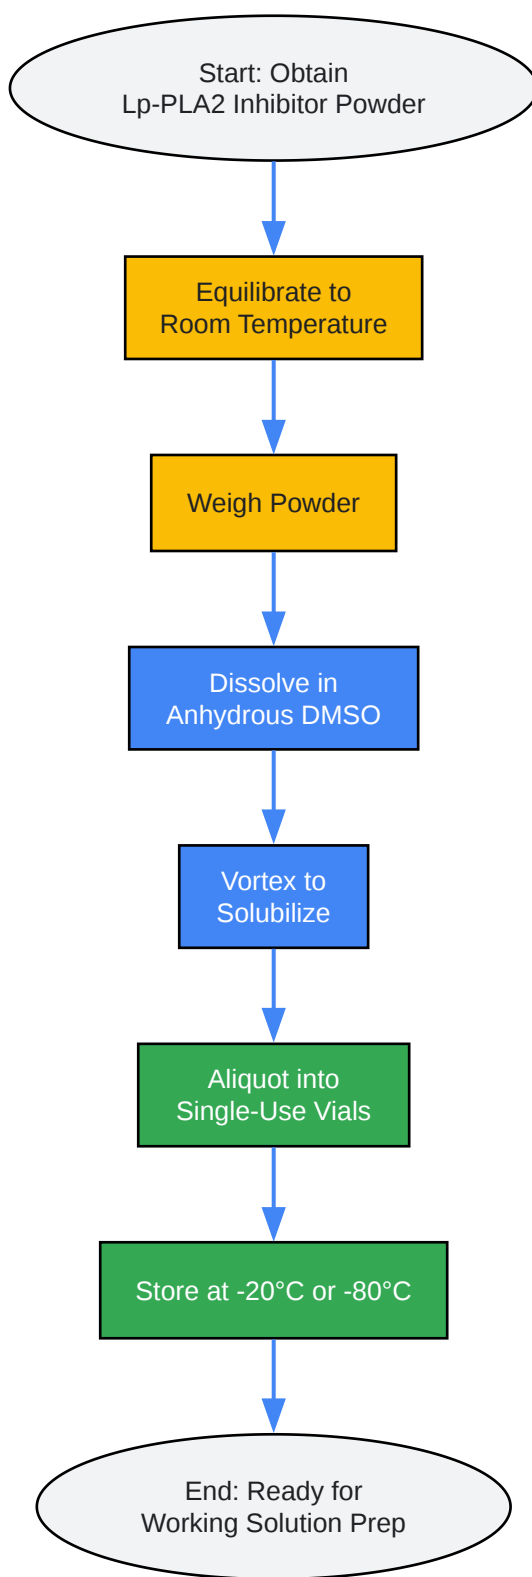 Start: Obtain
Lp-PLA2 Inhibitor Powder
Equilibrate to
Room Temperature
Weigh Powder
Dissolve in
Anhydrous DMSO
Vortex to
Solubilize
Aliquot into
Single-Use Vials
Store at -20°C or -80°C
End: Ready for
Working Solution Prep